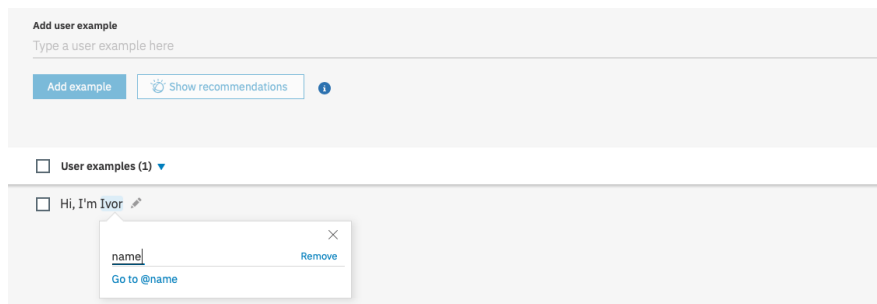 Add user example
Type a user example here
Add example Show recommendations i
User examples (1)
Hi, I'm Ivor
name Remove
Go to @name